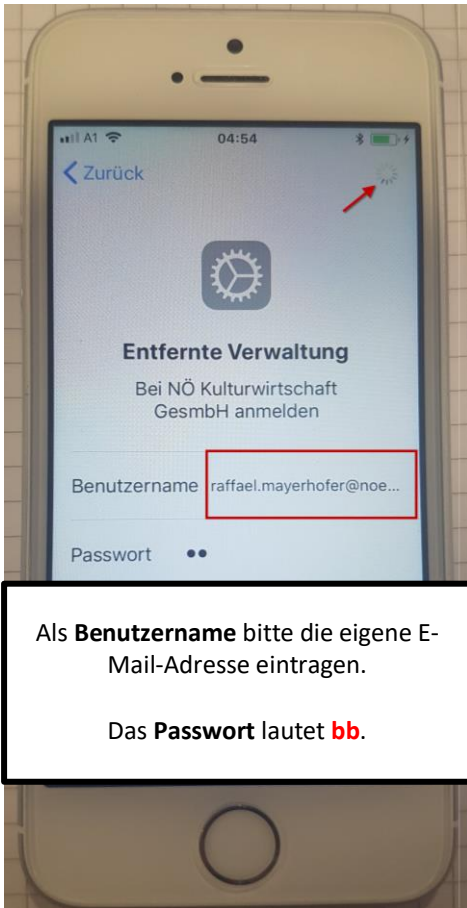 A1 04:54
Zurück
Entfernte Verwaltung
Bei NÖ Kulturwirtschaft
GesmbH anmelden
Benutzername raffael.mayerhofer@noe...
Passwort ••
Als Benutzername bitte die eigene E-
Mail-Adresse eintragen.
Das Passwort lautet bb.